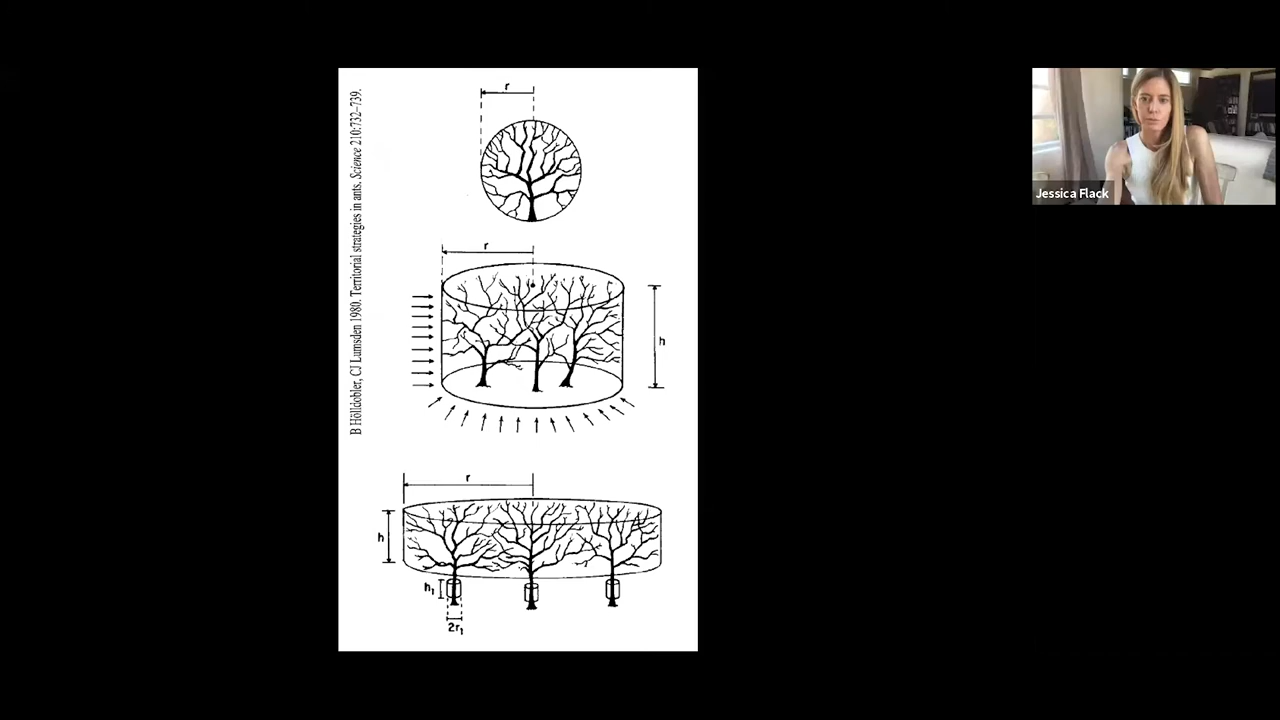 B Hölldobler, CJ Lumsden 1980. Territorial strategies in ants. Science 210:732–739.
r
r
h
r
h
h₁
2r₁
Jessica Flack